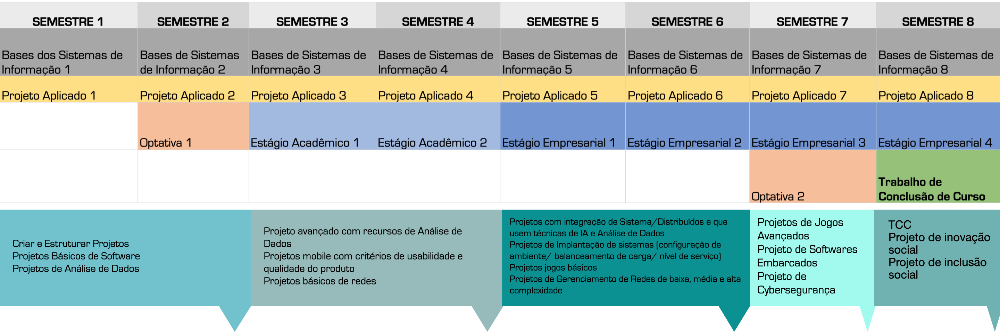 SEMESTRE 1
SEMESTRE 2
SEMESTRE 3
SEMESTRE 4
SEMESTRE 5
SEMESTRE 6
SEMESTRE 7
SEMESTRE 8
Bases dos Sistemas de
Informação 1
Bases de Sistemas
de Informação 2
Bases de Sistemas de
Informação 3
Bases de Sistemas de
Informação 4
Bases de Sistemas de
Informação 5
Bases de Sistemas de
Informação 6
Bases de Sistemas de
Informação 7
Bases de Sistemas de
Informação 8
Projeto Aplicado 1
Projeto Aplicado 2
Projeto Aplicado 3
Projeto Aplicado 4
Projeto Aplicado 5
Projeto Aplicado 6
Projeto Aplicado 7
Projeto Aplicado 8
Optativa 1
Estágio Acadêmico 1
Estágio Acadêmico 2
Estágio Empresarial 1
Estágio Empresarial 2
Estágio Empresarial 3
Estágio Empresarial 4
Optativa 2
Trabalho de
Conclusão de Curso
Criar e Estruturar Projetos
Projetos Básicos de Software
Projetos de Análise de Dados
Projeto avançado com recursos de Análise de
Dados
Projetos mobile com critérios de usabilidade e
qualidade do produto
Projetos básicos de redes
Projetos com integração de Sistema/Distribuídos e que
usem técnicas de IA e Análise de Dados
Projetos de Implantação de sistemas (configuração de
ambiente/ balanceamento de carga/ nível de serviço)
Projetos jogos básicos
Projetos de Gerenciamento de Redes de baixa, média e alta
complexidade
Projetos de Jogos
Avançados
Projeto de Softwares
Embarcados
Projeto de
Cybersegurança
TCC
Projeto de inovação
social
Projeto de inclusão
social